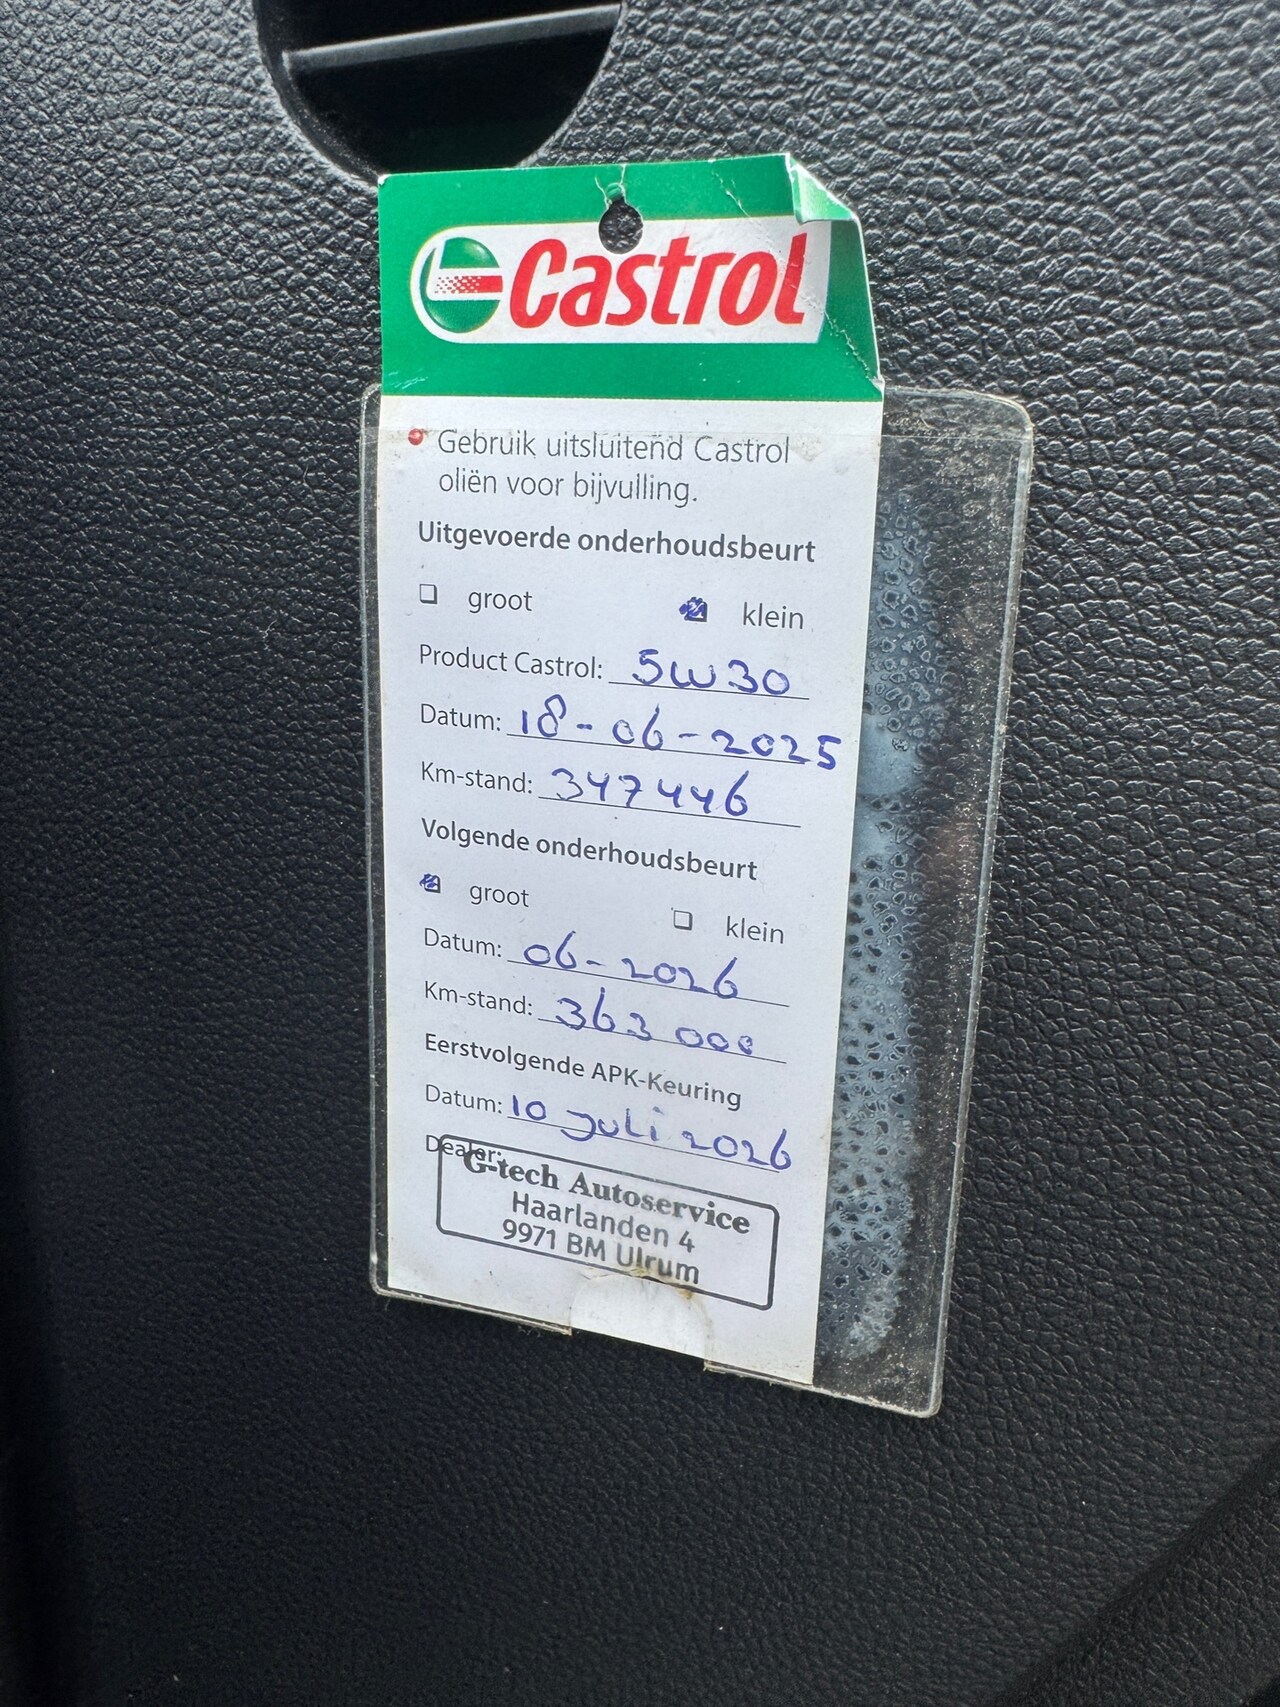 Castrol
Gebruik uitsluitend Castrol
oliën voor bijvulling.
Uitgevoerde onderhoudsbeurt
groot klein
Product Castrol: 5W30
Datum: 18-06-2025
Km-stand: 347446
Volgende onderhoudsbeurt
groot klein
Datum: 06-2026
Km-stand: 363 000
Eerstvolgende APK-Keuring
Datum: 10 juli 2026
Dealer:
G-tech Autoservice
Haarlanden 4
9971 BM Ulrum